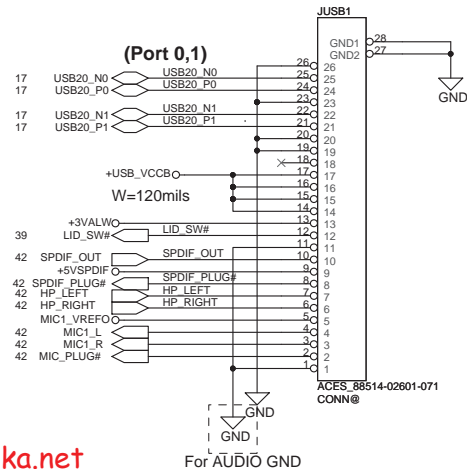 JUSB1
GND1 28
GND2 27
GND
(Port 0,1)
26 26
17 USB20_N0 USB20_N0 25 25
17 USB20_P0 USB20_P0 24 24
23 23
17 USB20_N1 USB20_N1 22 22
17 USB20_P1 USB20_P1 21 21
20 20
19 19
18 18
+USB_VCCB 17 17
16 16
W=120mils 15 15
14 14
+3VALW 13 13
39 LID_SW# LID_SW# 12 12
11 11
42 SPDIF_OUT SPDIF_OUT 10 10
+5VSPDIF 9 9
42 SPDIF_PLUG# SPDIF_PLUG# 8 8
42 HP_LEFT HP_LEFT 7 7
42 HP_RIGHT HP_RIGHT 6 6
MIC1_VREFO 5 5
42 MIC1_L 4 4
42 MIC1_R 3 3
42 MIC_PLUG# 2 2
1 1
ACES_88514-02601-071
CONN@
GND
GND
For AUDIO GND
ka.net